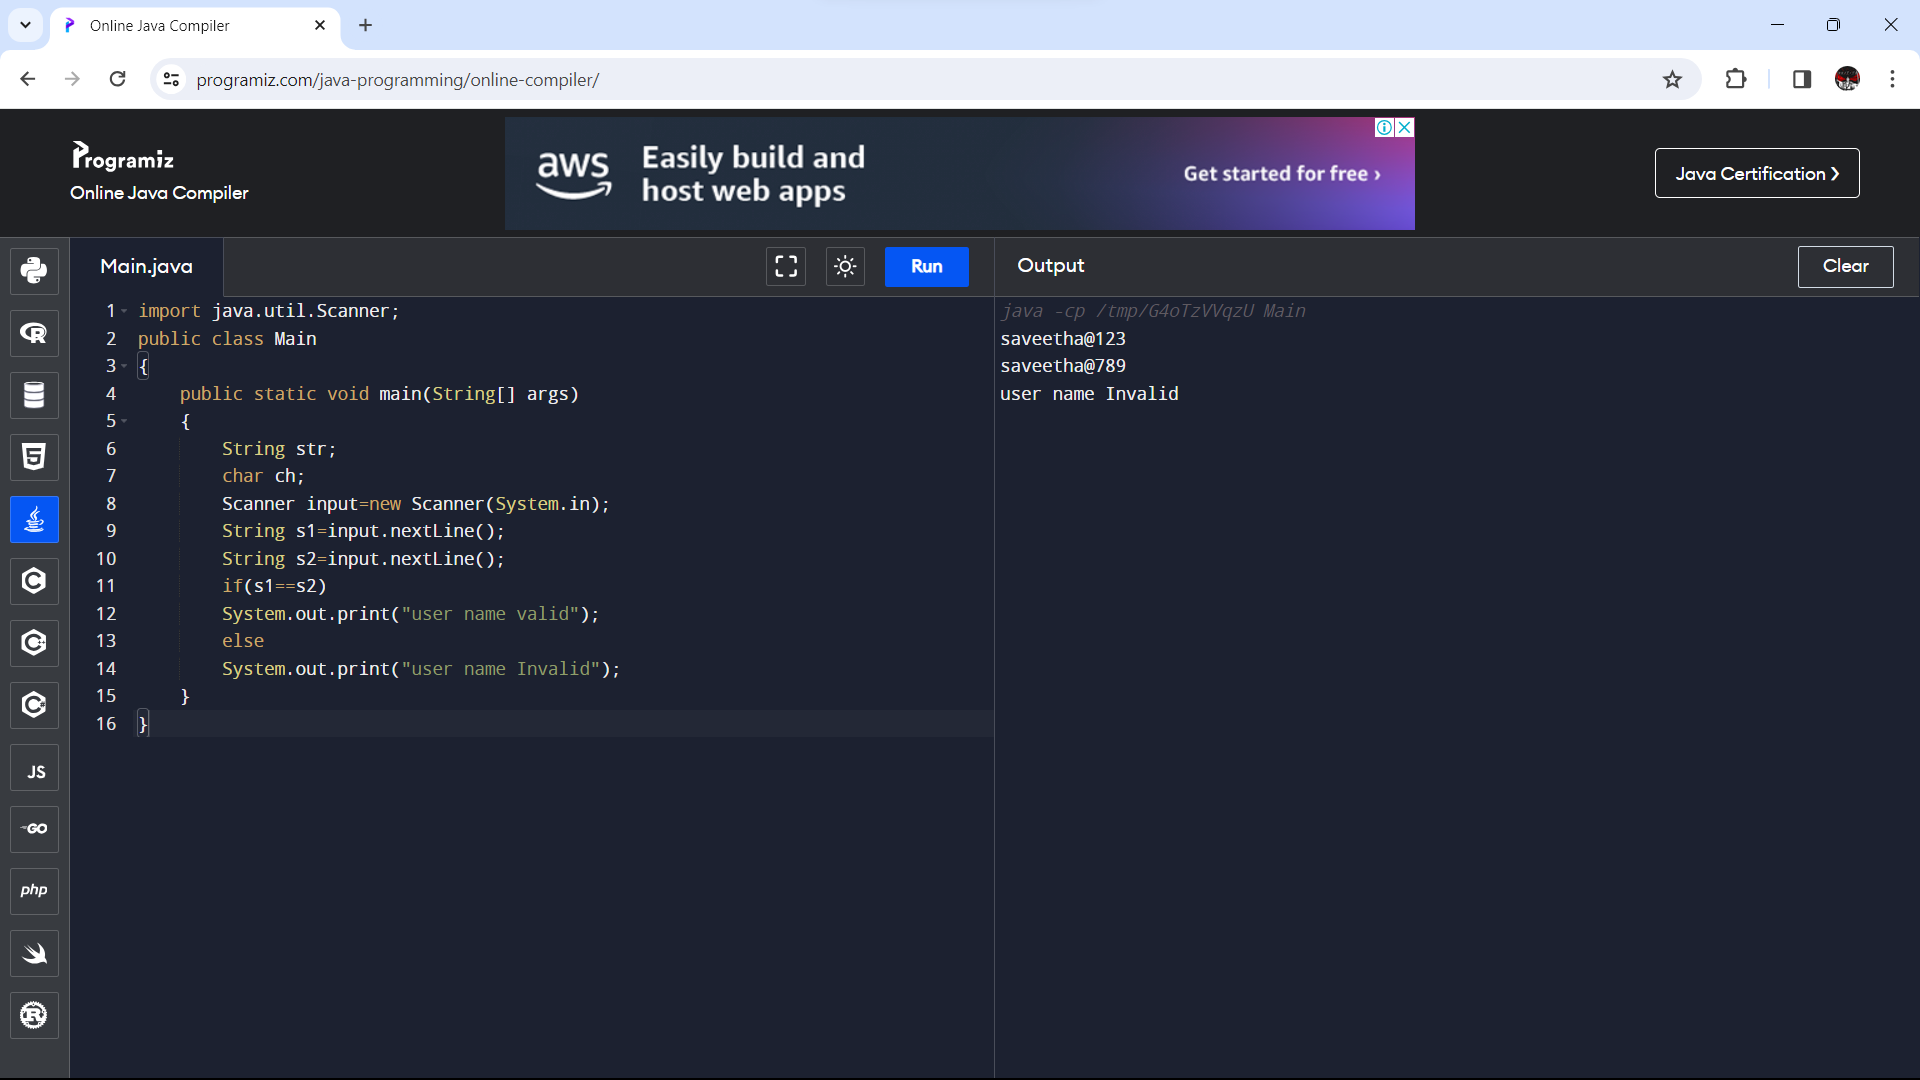 Online Java Compiler
programiz.com/java-programming/online-compiler/
Programiz
Online Java Compiler
aws
Easily build and
host web apps
Get started for free ›
Java Certification ❯
Main.java
Run
Output
Clear
1 import java.util.Scanner;
2 public class Main
3 {
4     public static void main(String[] args)
5     {
6         String str;
7         char ch;
8         Scanner input=new Scanner(System.in);
9         String s1=input.nextLine();
10         String s2=input.nextLine();
11         if(s1==s2)
12         System.out.print("user name valid");
13         else
14         System.out.print("user name Invalid");
15     }
16 }
java -cp /tmp/G4oTzVVqzU Main
saveetha@123
saveetha@789
user name Invalid
R
5
C
C
C
JS
GO
php
R